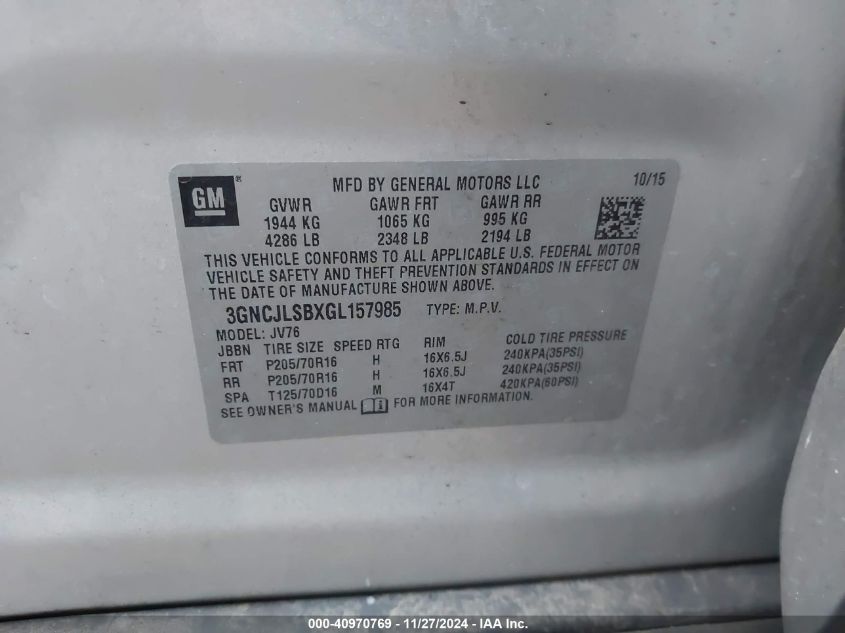 GM ®
MFD BY GENERAL MOTORS LLC 10/15
GVWR GAWR FRT GAWR RR
1944 KG 1065 KG 995 KG
4286 LB 2348 LB 2194 LB
THIS VEHICLE CONFORMS TO ALL APPLICABLE U.S. FEDERAL MOTOR
VEHICLE SAFETY AND THEFT PREVENTION STANDARDS IN EFFECT ON
THE DATE OF MANUFACTURE SHOWN ABOVE.
3GNCJLSBXGL157985 TYPE: M.P.V.
MODEL: JV76
JBBN TIRE SIZE SPEED RTG RIM COLD TIRE PRESSURE
FRT P205/70R16 H 16X6.5J 240KPA(35PSI)
RR P205/70R16 H 16X6.5J 240KPA(35PSI)
SPA T125/70D16 M 16X4T 420KPA(60PSI)
SEE OWNER'S MANUAL FOR MORE INFORMATION.
000-40970769 - 11/27/2024 - IAA Inc.